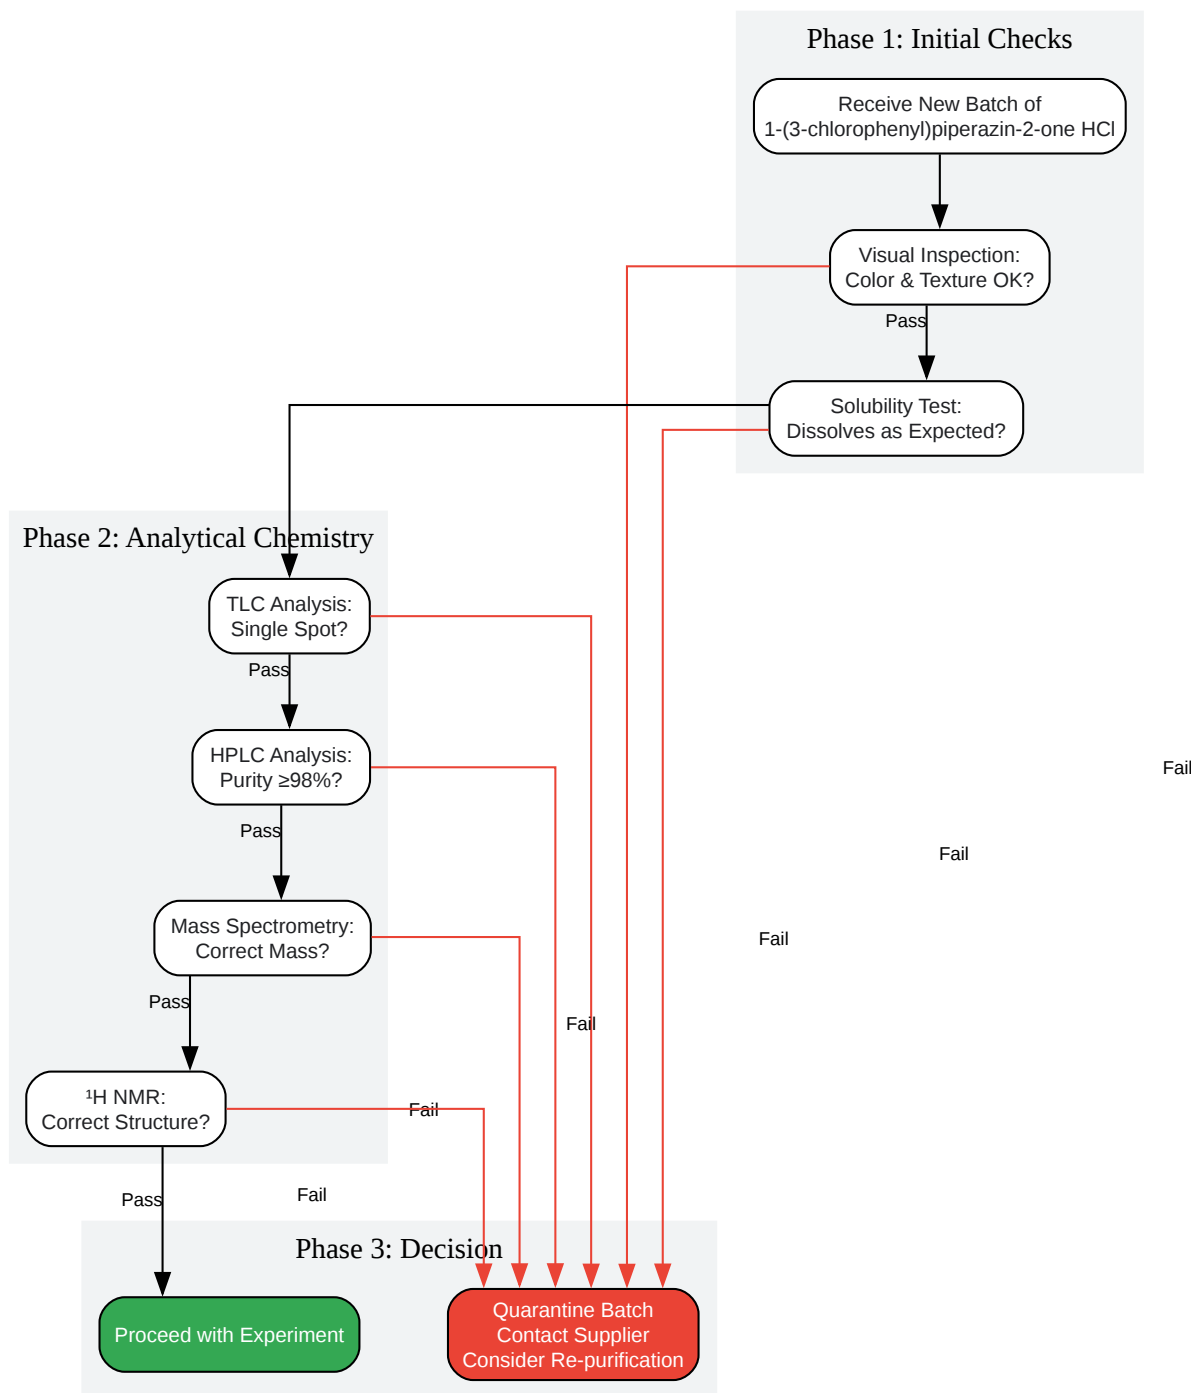 Phase 1: Initial Checks
Receive New Batch of
1-(3-chlorophenyl)piperazin-2-one HCl
Visual Inspection:
Color & Texture OK?
Pass
Solubility Test:
Dissolves as Expected?
Phase 2: Analytical Chemistry
TLC Analysis:
Single Spot?
Pass
HPLC Analysis:
Purity ≥98%?
Fail
Pass
Fail
Mass Spectrometry:
Correct Mass?
Fail
Pass
Fail
¹H NMR:
Correct Structure?
Fail
Pass
Fail
Phase 3: Decision
Proceed with Experiment
Quarantine Batch
Contact Supplier
Consider Re-purification